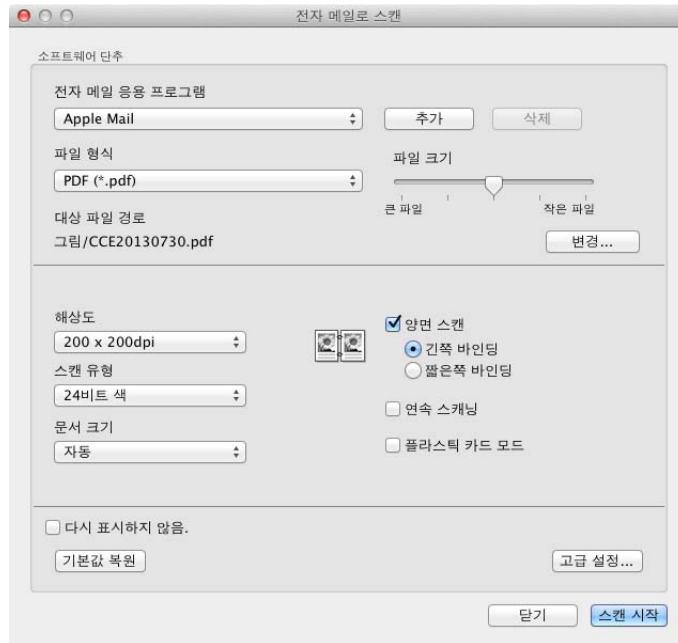 전자 메일로 스캔
소프트웨어 단추
전자 메일 응용 프로그램
Apple Mail
추가
삭제
파일 형식
PDF (*.pdf)
파일 크기
큰 파일
작은 파일
대상 파일 경로
그림/CCE20130730.pdf
변경...
해상도
200 x 200dpi
스캔 유형
24비트 색
문서 크기
자동
양면 스캔
긴쪽 바인딩
짧은쪽 바인딩
연속 스캐닝
플라스틱 카드 모드
다시 표시하지 않음.
기본값 복원
고급 설정...
닫기
스캔 시작